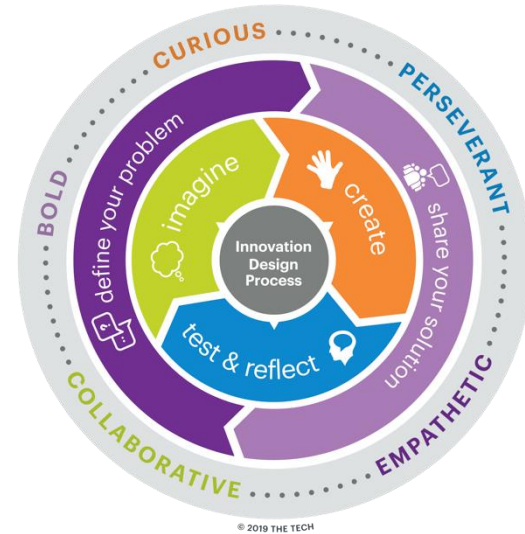 CURIOUS
PERSEVERANT
EMPATHETIC
COLLABORATIVE
BOLD
define your problem
share your solution
imagine
create
test & reflect
Innovation
Design
Process
?
...
© 2019 THE TECH